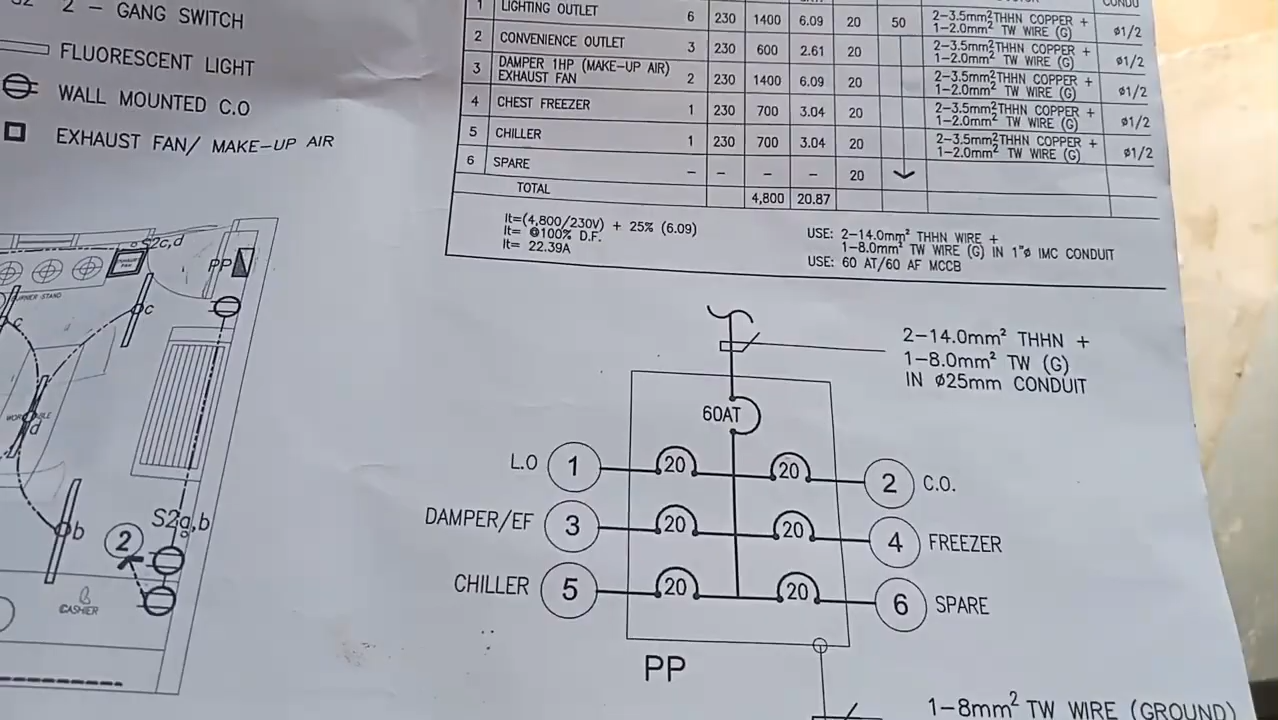 2 - GANG SWITCH
FLUORESCENT LIGHT
WALL MOUNTED C.O
EXHAUST FAN/ MAKE-UP AIR
1 LIGHTING OUTLET 6 230 1400 6.09 20 50 2-3.5mm² THHN COPPER + 1-2.0mm² TW WIRE (G) ø1/2
2 CONVENIENCE OUTLET 3 230 600 2.61 20 2-3.5mm² THHN COPPER + 1-2.0mm² TW WIRE (G) ø1/2
3 DAMPER 1HP (MAKE-UP AIR) EXHAUST FAN 2 230 1400 6.09 20 2-3.5mm² THHN COPPER + 1-2.0mm² TW WIRE (G) ø1/2
4 CHEST FREEZER 1 230 700 3.04 20 2-3.5mm² THHN COPPER + 1-2.0mm² TW WIRE (G) ø1/2
5 CHILLER 1 230 700 3.04 20 2-3.5mm² THHN COPPER + 1-2.0mm² TW WIRE (G) ø1/2
6 SPARE - - - - 20
TOTAL 4,800 20.87
It=(4,800/230V) + 25% (6.09)
It= @100% D.F.
It= 22.39A
USE: 2-14.0mm² THHN WIRE +
1-8.0mm² TW WIRE (G) IN 1"ø IMC CONDUIT
USE: 60 AT/60 AF MCCB
S2c,d
PP
c
c
d
b
S2a,b
2
CASHIER
2-14.0mm² THHN +
1-8.0mm² TW (G)
IN ø25mm CONDUIT
60AT
L.O 1 20 20 2 C.O.
DAMPER/EF 3 20 20 4 FREEZER
CHILLER 5 20 20 6 SPARE
PP
1-8mm² TW WIRE (GROUND)